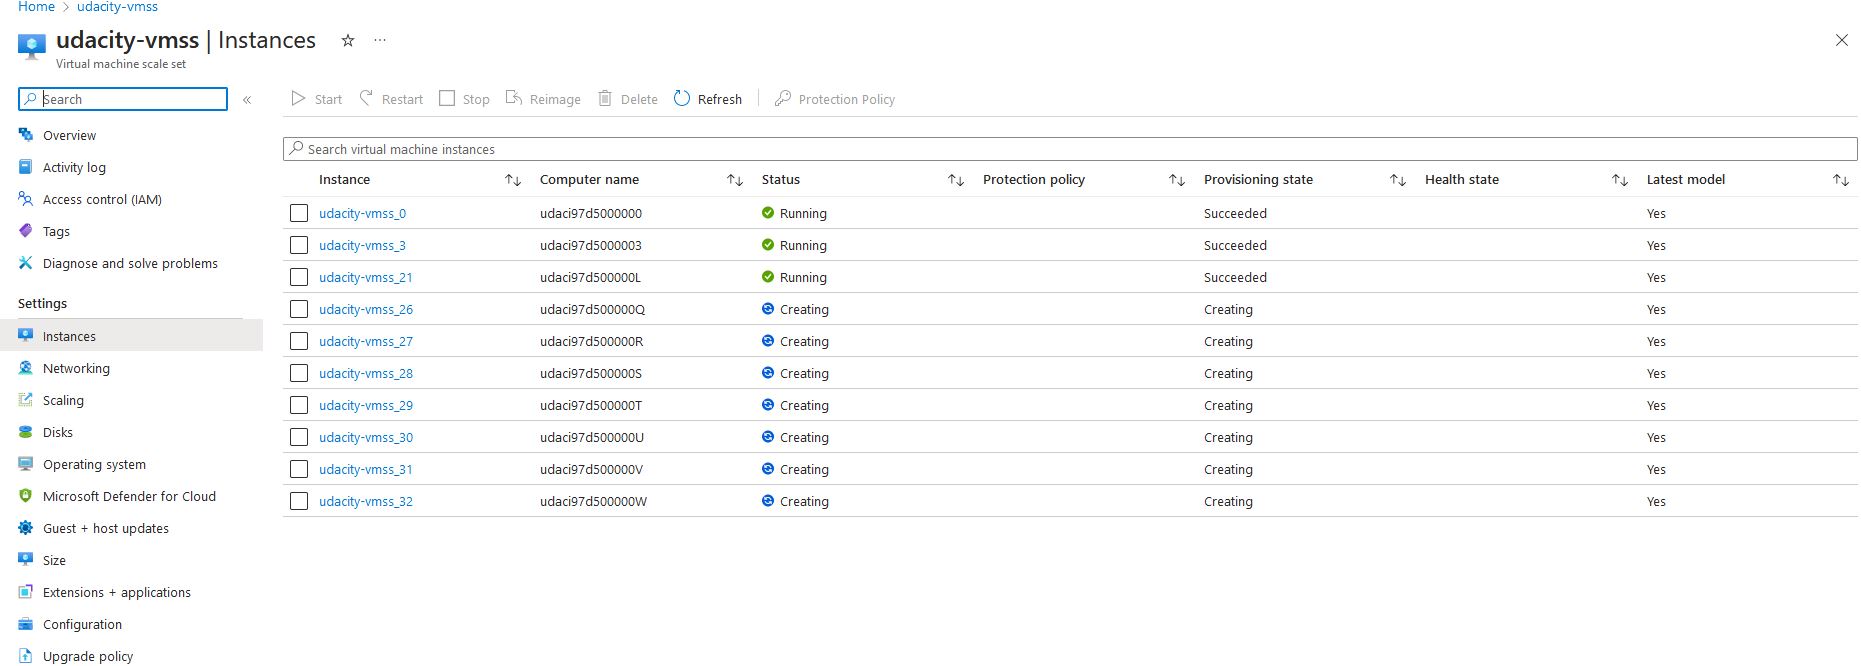 Home > udacity-vmss
udacity-vmss | Instances
Virtual machine scale set
Search
Start Restart Stop Reimage Delete Refresh Protection Policy
Overview
Activity log
Access control (IAM)
Tags
Diagnose and solve problems
Settings
Instances
Networking
Scaling
Disks
Operating system
Microsoft Defender for Cloud
Guest + host updates
Size
Extensions + applications
Configuration
Upgrade policy
Search virtual machine instances
Instance Computer name Status Protection policy Provisioning state Health state Latest model
udacity-vmss_0 udaci97d5000000 Running Succeeded Yes
udacity-vmss_3 udaci97d5000003 Running Succeeded Yes
udacity-vmss_21 udaci97d500000L Running Succeeded Yes
udacity-vmss_26 udaci97d500000Q Creating Creating Yes
udacity-vmss_27 udaci97d500000R Creating Creating Yes
udacity-vmss_28 udaci97d500000S Creating Creating Yes
udacity-vmss_29 udaci97d500000T Creating Creating Yes
udacity-vmss_30 udaci97d500000U Creating Creating Yes
udacity-vmss_31 udaci97d500000V Creating Creating Yes
udacity-vmss_32 udaci97d500000W Creating Creating Yes